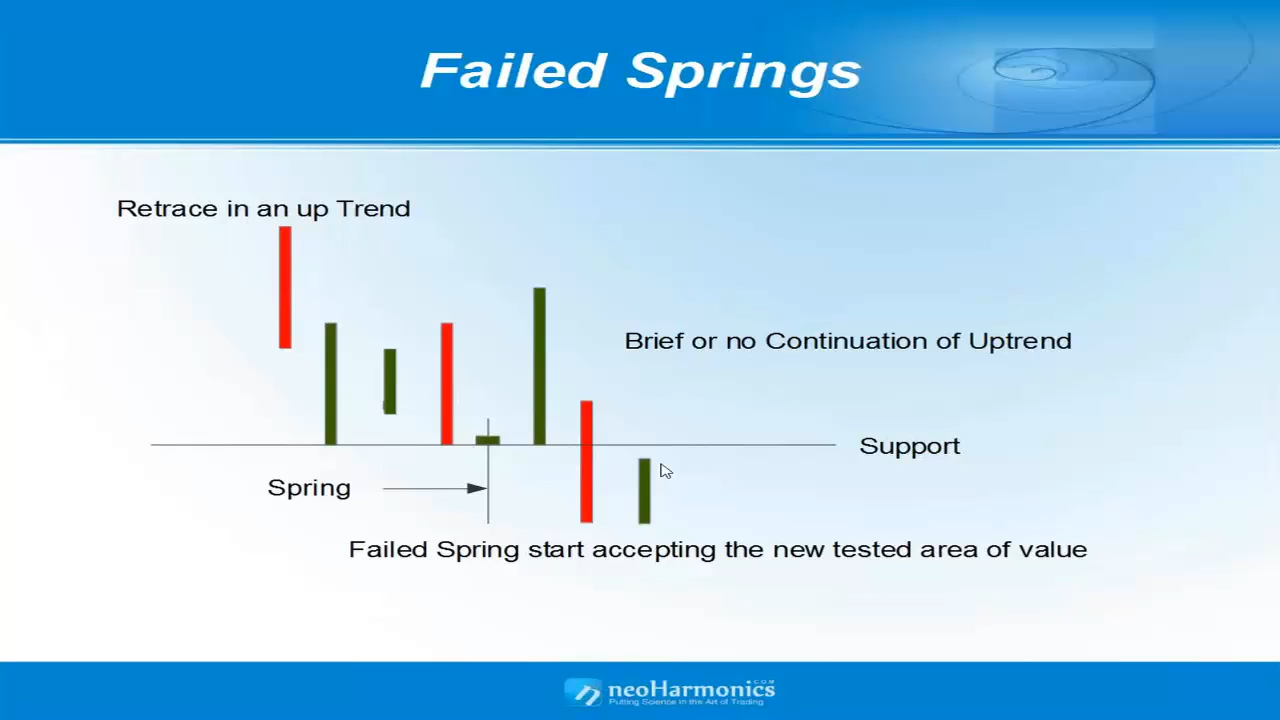 Failed Springs
Retrace in an up Trend
Brief or no Continuation of Uptrend
Support
Spring
Failed Spring start accepting the new tested area of value
neoHarmonics.COM
Putting Science in the Art of Trading